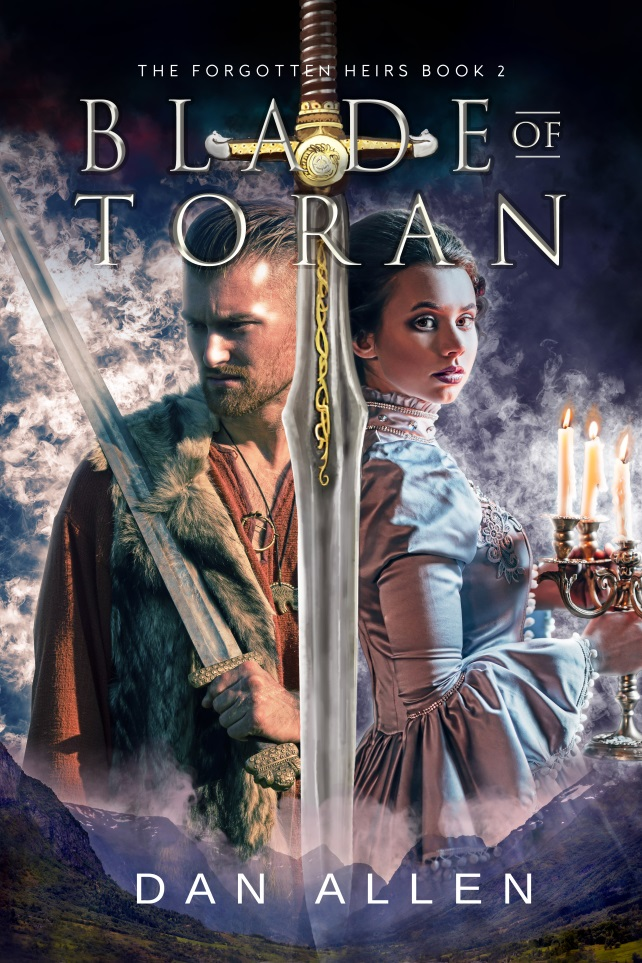 THE FORGOTTEN HEIRS BOOK 2
BLADE OF
TORAN
DAN ALLEN